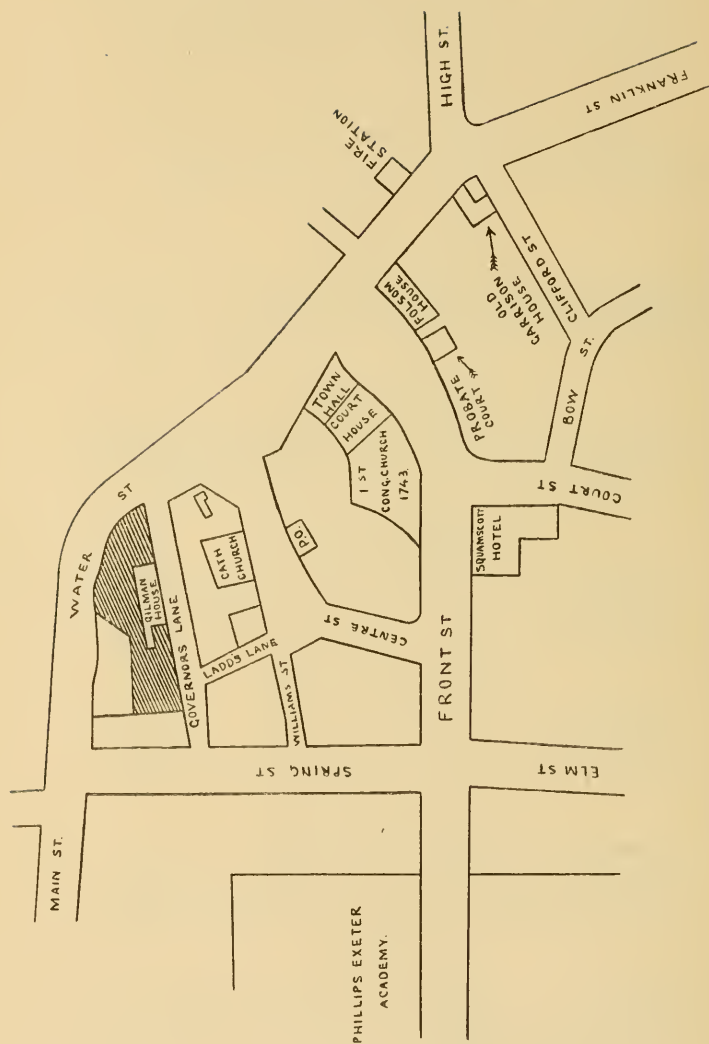 HIGH ST.
FRANKLIN ST
FIRE
STATION
FOLSOM
HOUSE
OLD
GARRISON
HOUSE
CLIFFORD ST
PROBATE
COURT
BOW ST.
COURT ST
TOWN
HALL
COURT
HOUSE
1 ST
CONG. CHURCH
1743.
WATER ST
GILMAN
HOUSE
GOVERNORS LANE
CATH
CHURCH
P.O.
LADD'S LANE
WILLIAMS ST
CENTRE ST
SQUAMSCOTT
HOTEL
FRONT ST
SPRING ST
ELM ST
MAIN ST.
PHILLIPS EXETER
ACADEMY.